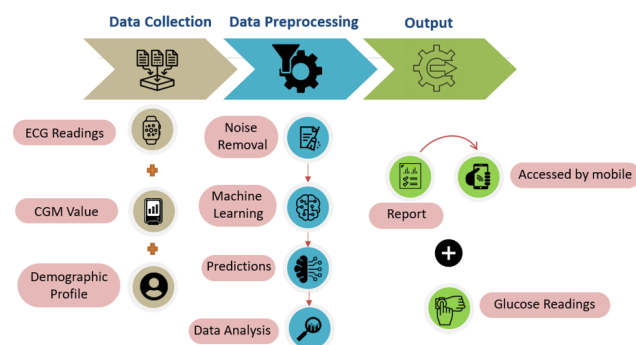 Data Collection
Data Preprocessing
Output
ECG Readings
CGM Value
Demographic
Profile
Noise
Removal
Machine
Learning
Predictions
Data Analysis
Report
Accessed by mobile
Glucose Readings